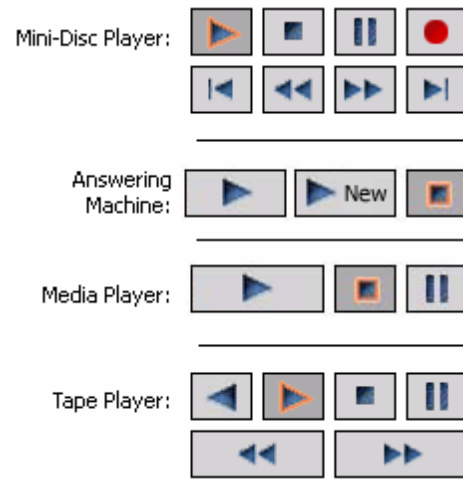 Mini-Disc Player:
Answering
Machine:
New
Media Player:
Tape Player: